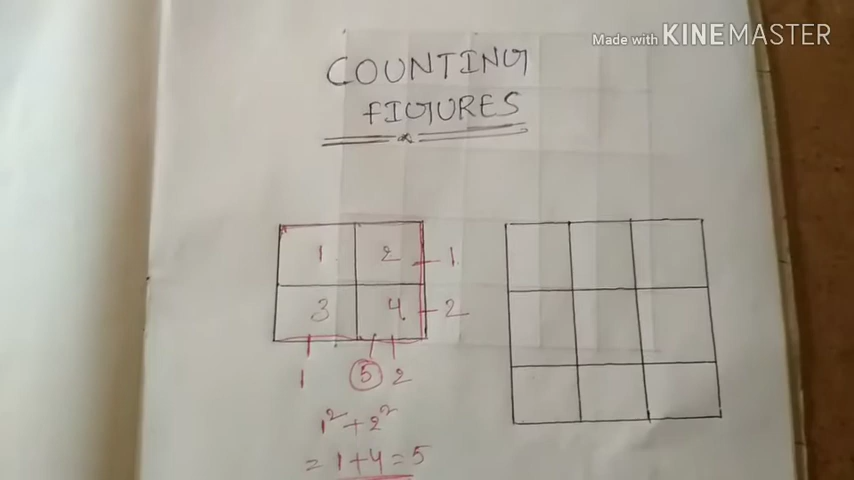 Made with KINEMASTER
COUNTING
FIGURES
1 2 1
3 4 2
1 5 2
1² + 2²
= 1 + 4 = 5